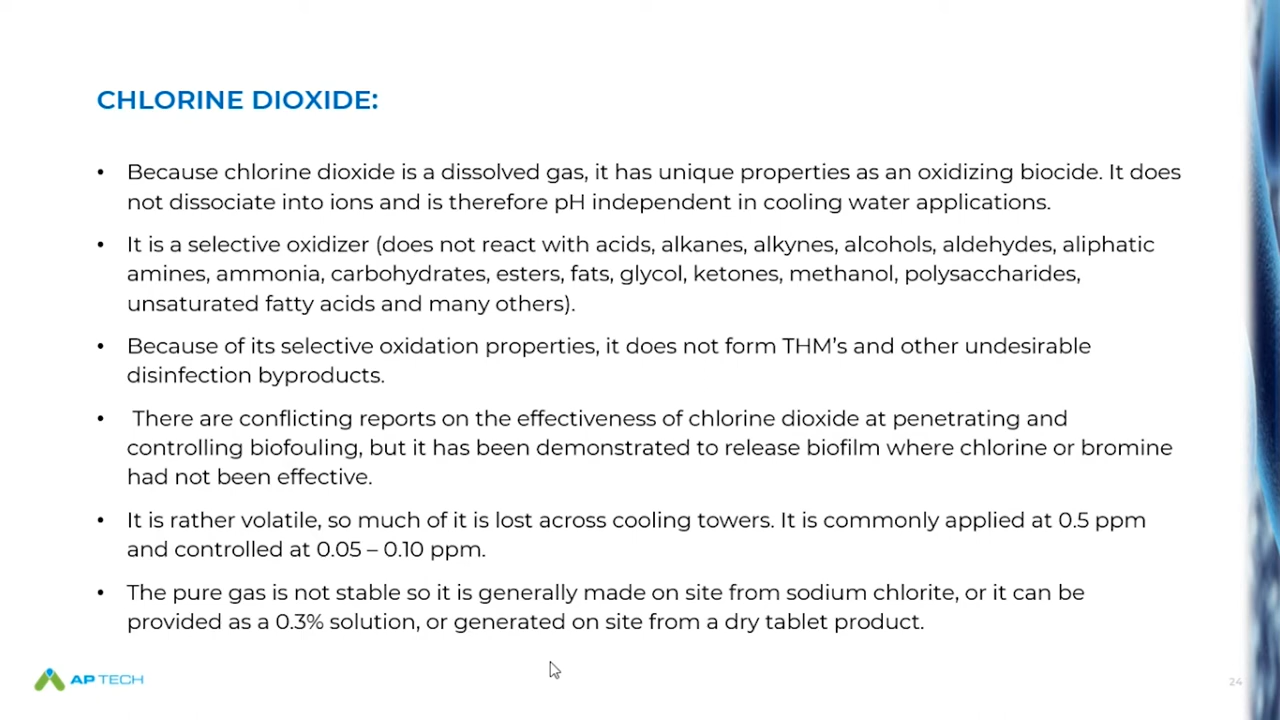 CHLORINE DIOXIDE:
• Because chlorine dioxide is a dissolved gas, it has unique properties as an oxidizing biocide. It does
not dissociate into ions and is therefore pH independent in cooling water applications.
• It is a selective oxidizer (does not react with acids, alkanes, alkynes, alcohols, aldehydes, aliphatic
amines, ammonia, carbohydrates, esters, fats, glycol, ketones, methanol, polysaccharides,
unsaturated fatty acids and many others).
• Because of its selective oxidation properties, it does not form THM’s and other undesirable
disinfection byproducts.
• There are conflicting reports on the effectiveness of chlorine dioxide at penetrating and
controlling biofouling, but it has been demonstrated to release biofilm where chlorine or bromine
had not been effective.
• It is rather volatile, so much of it is lost across cooling towers. It is commonly applied at 0.5 ppm
and controlled at 0.05 – 0.10 ppm.
• The pure gas is not stable so it is generally made on site from sodium chlorite, or it can be
provided as a 0.3% solution, or generated on site from a dry tablet product.
AP TECH
24